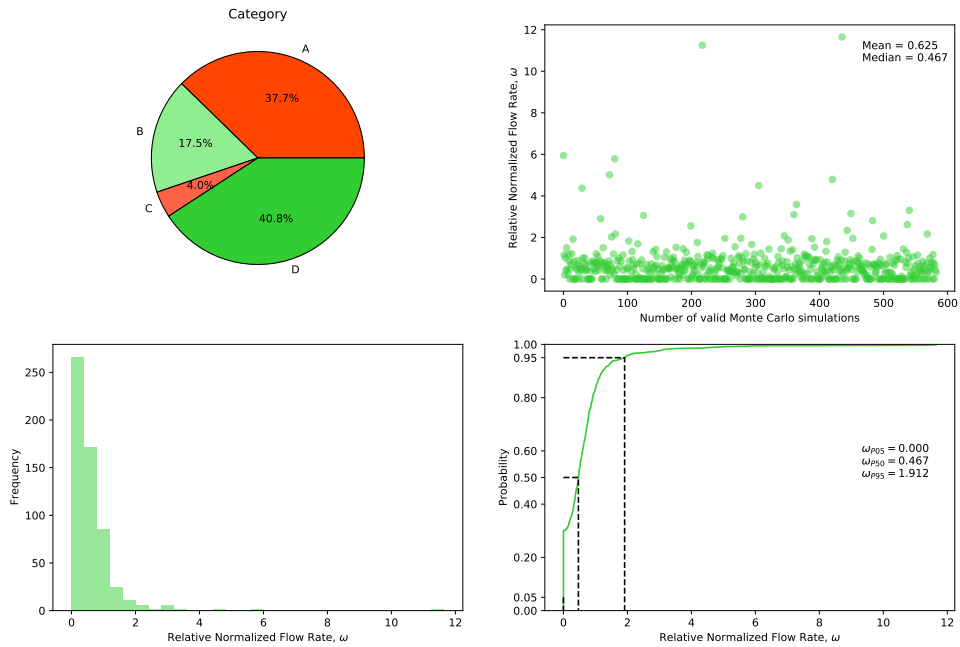 Category
A
37.7%
B
17.5%
C
4.0%
40.8%
D
Relative Normalized Flow Rate, ω
12
10
8
6
4
2
0
Mean = 0.625
Median = 0.467
0 100 200 300 400 500 600
Number of valid Monte Carlo simulations
Frequency
250
200
150
100
50
0
0 2 4 6 8 10 12
Relative Normalized Flow Rate, ω
Probability
1.00
0.95
0.80
0.60
0.50
0.40
0.20
0.05
0.00
ωP05 = 0.000
ωP50 = 0.467
ωP95 = 1.912
0 2 4 6 8 10 12
Relative Normalized Flow Rate, ω